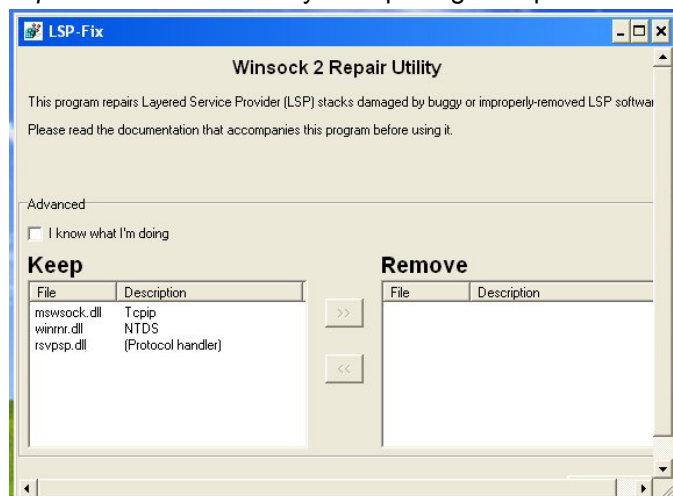 LSP-Fix
Winsock 2 Repair Utility
This program repairs Layered Service Provider (LSP) stacks damaged by buggy or improperly-removed LSP softwar
Please read the documentation that accompanies this program before using it.
Advanced
I know what I'm doing
Keep
Remove
File Description
File Description
>>
mswsock.dll Tcpip
winrnr.dll NTDS
rsvpsp.dll (Protocol handler)
<<